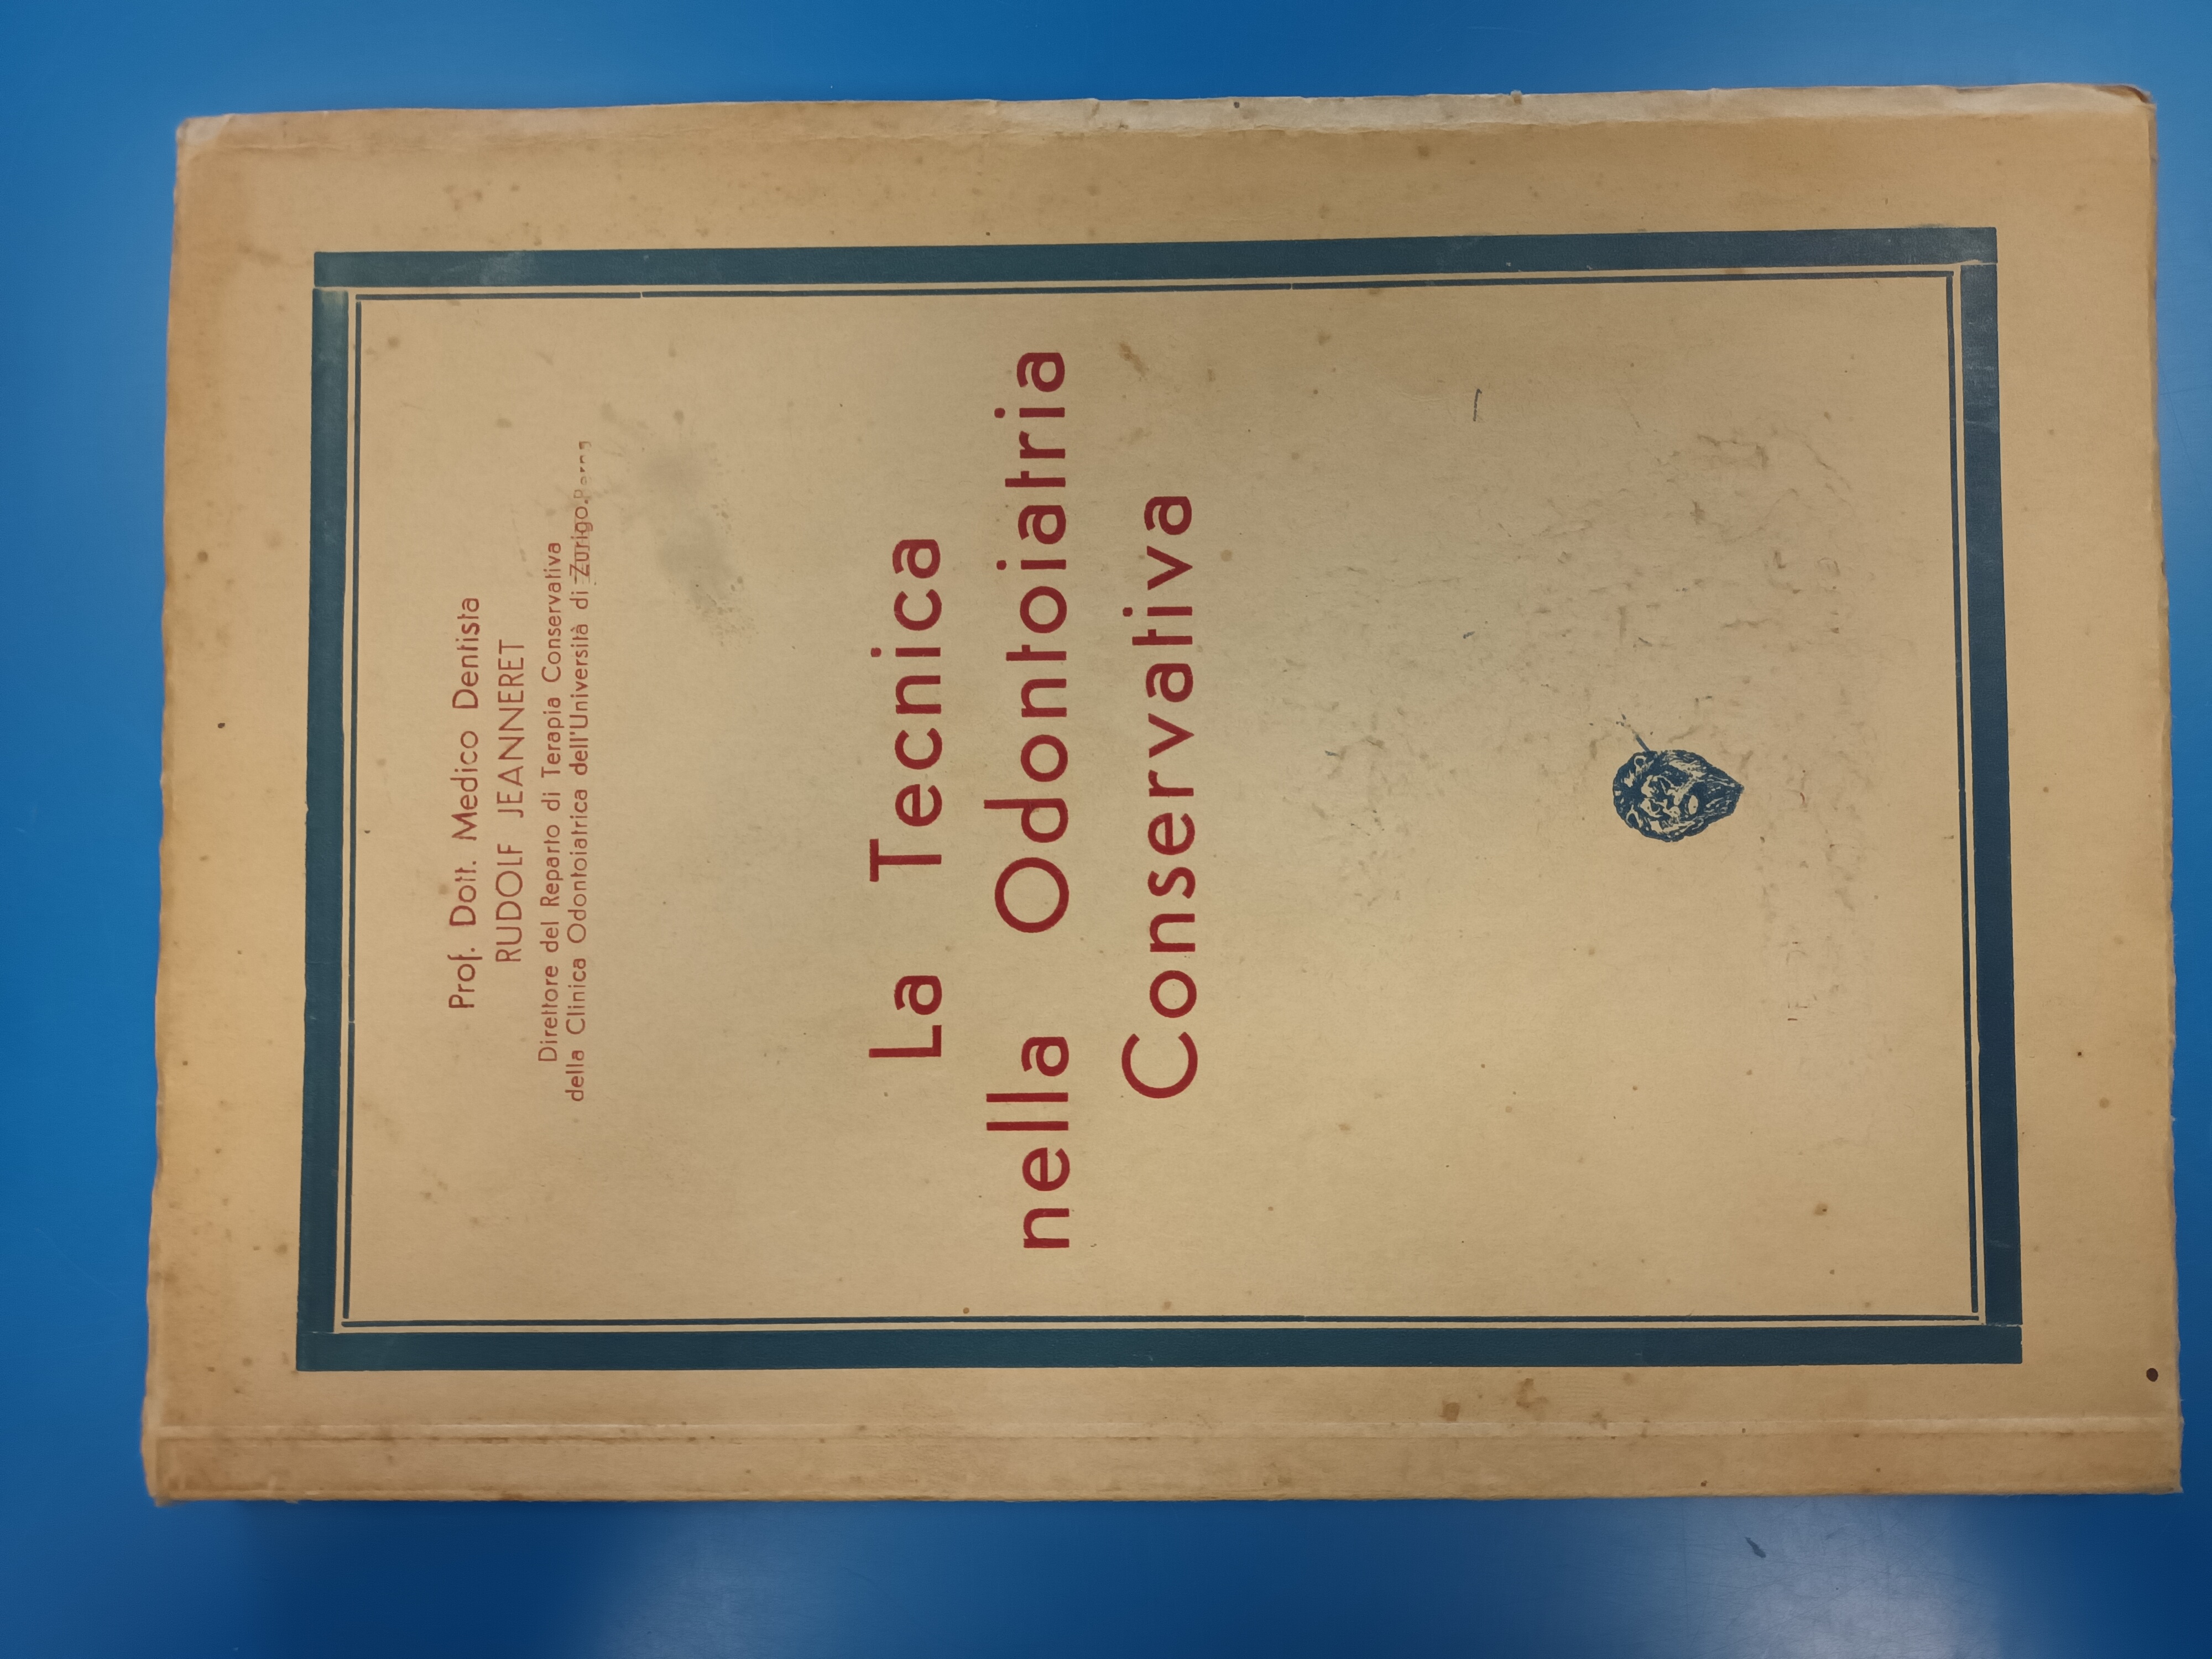 Prof. Dott. Medico Dentista
RUDOLF JEANNERET
Direttore del Reparto di Terapia Conservativa
della Clinica Odontoiatrica dell'Università di Zurigo
La Tecnica
nella Odontoiatria
Conservativa